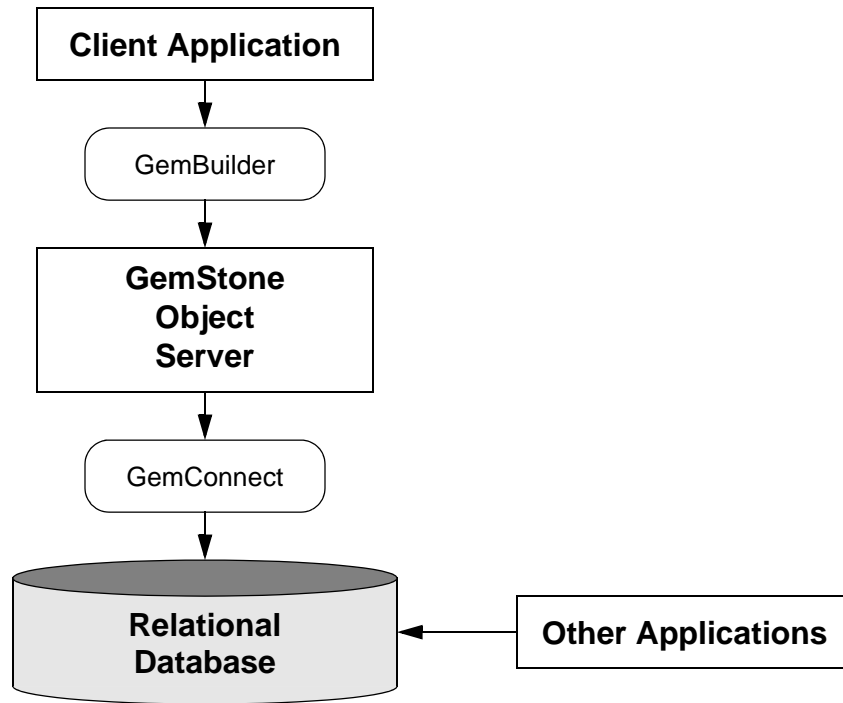 Client Application
GemBuilder
GemStone
Object
Server
GemConnect
Relational
Database
Other Applications